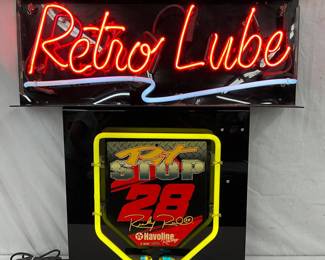 Retro Lube
Pit
STOP
28
Havoline